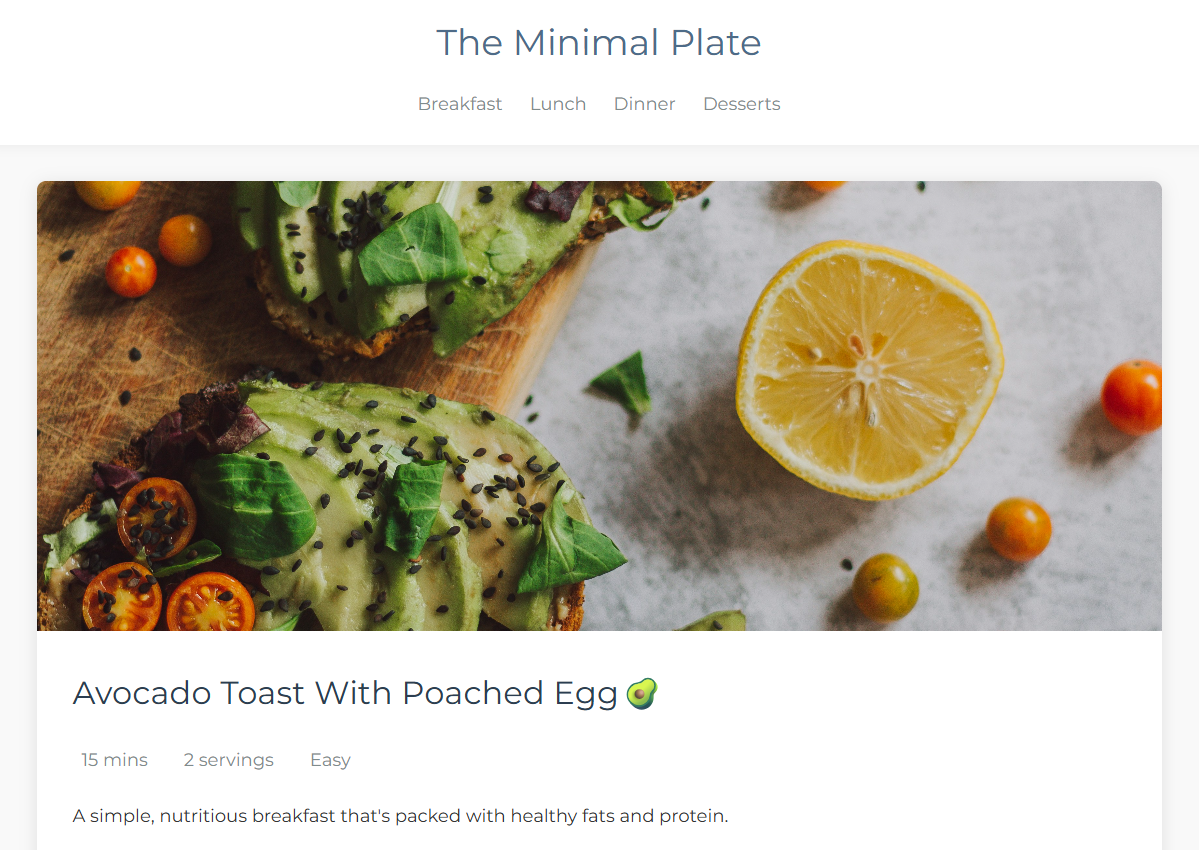 The Minimal Plate
Breakfast Lunch Dinner Desserts
Avocado Toast With Poached Egg 🥑
15 mins 2 servings Easy
A simple, nutritious breakfast that's packed with healthy fats and protein.